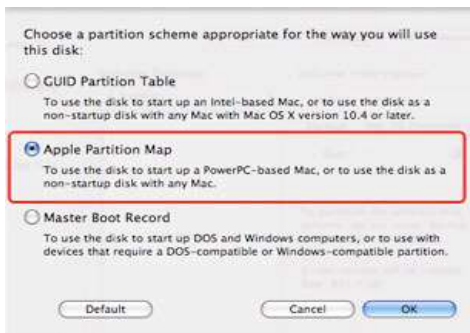 Choose a partition scheme appropriate for the way you will use
this disk:
GUID Partition Table
To use the disk to start up an Intel-based Mac, or to use the disk as a
non-startup disk with any Mac with Mac OS X version 10.4 or later.
Apple Partition Map
To use the disk to start up a PowerPC-based Mac, or to use the disk as a
non-startup disk with any Mac.
Master Boot Record
To use the disk to start up DOS and Windows computers, or to use with
devices that require a DOS-compatible or Windows-compatible partition.
Default
Cancel
OK